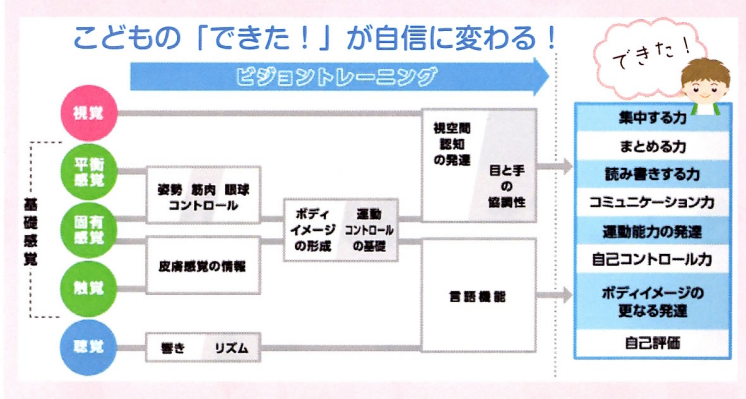 こどもの「できた！」が自信に変わる！
できた！
ビジョントレーニング
視覚
平衡
感覚
固有
感覚
触覚
聴覚
基礎感覚
姿勢 筋肉 眼球
コントロール
皮膚感覚の情報
響き リズム
ボディ
イメージ
の形成
運動
コントロール
の基礎
視空間
認知
の発達
目と手
の
協調性
言語機能
集中する力
まとめる力
読み書きする力
コミュニケーション力
運動能力の発達
自己コントロール力
ボディイメージの
更なる発達
自己評価